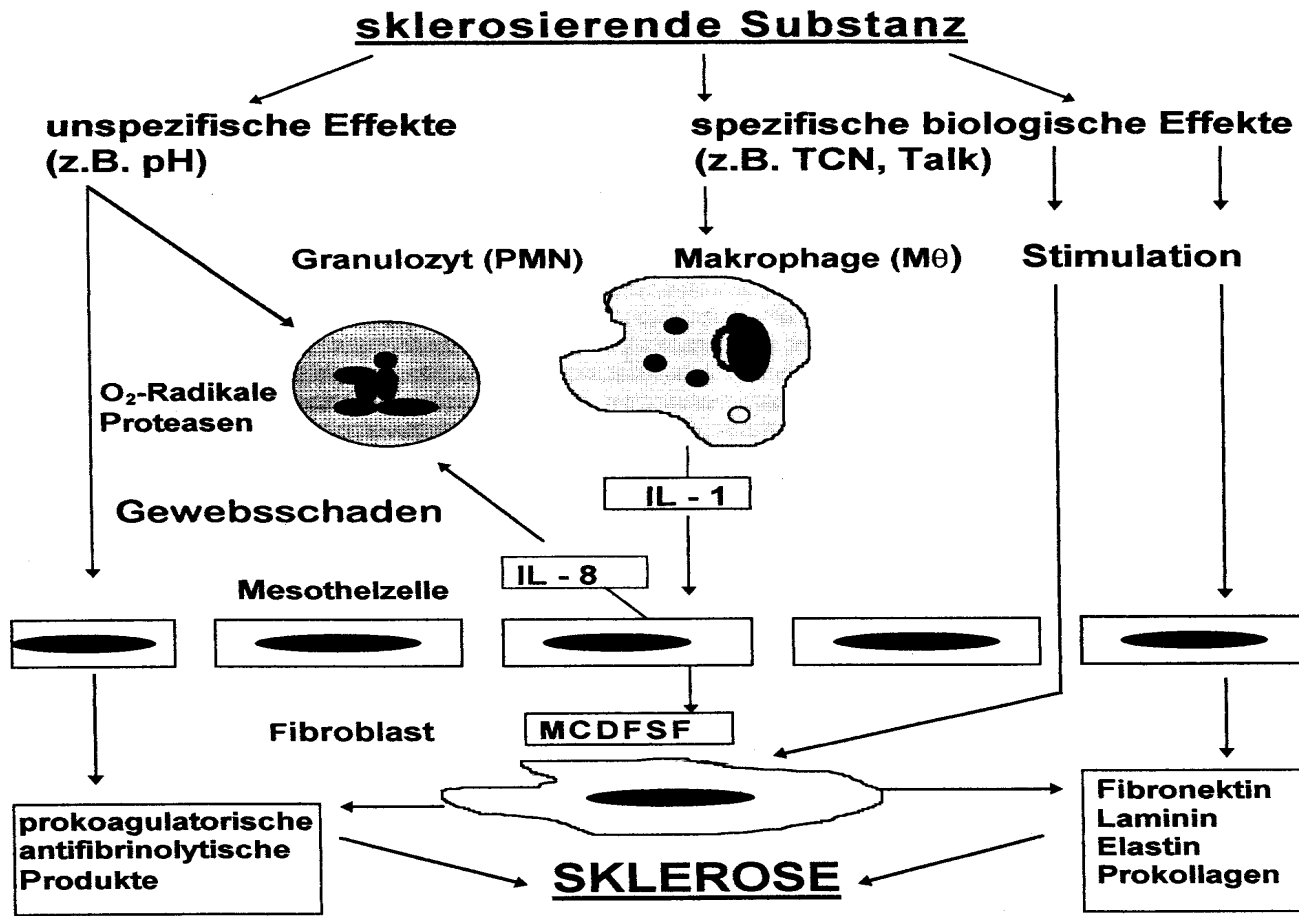 sklerosierende Substanz
unspezifische Effekte
(z.B. pH)
spezifische biologische Effekte
(z.B. TCN, Talk)
Granulozyt (PMN)
Makrophage (Mθ)
Stimulation
O₂-Radikale
Proteasen
IL - 1
Gewebsschaden
IL - 8
Mesothelzelle
Fibroblast
MCDFSF
prokoagulatorische
antifibrinolytische
Produkte
Fibronektin
Laminin
Elastin
Prokollagen
SKLEROSE